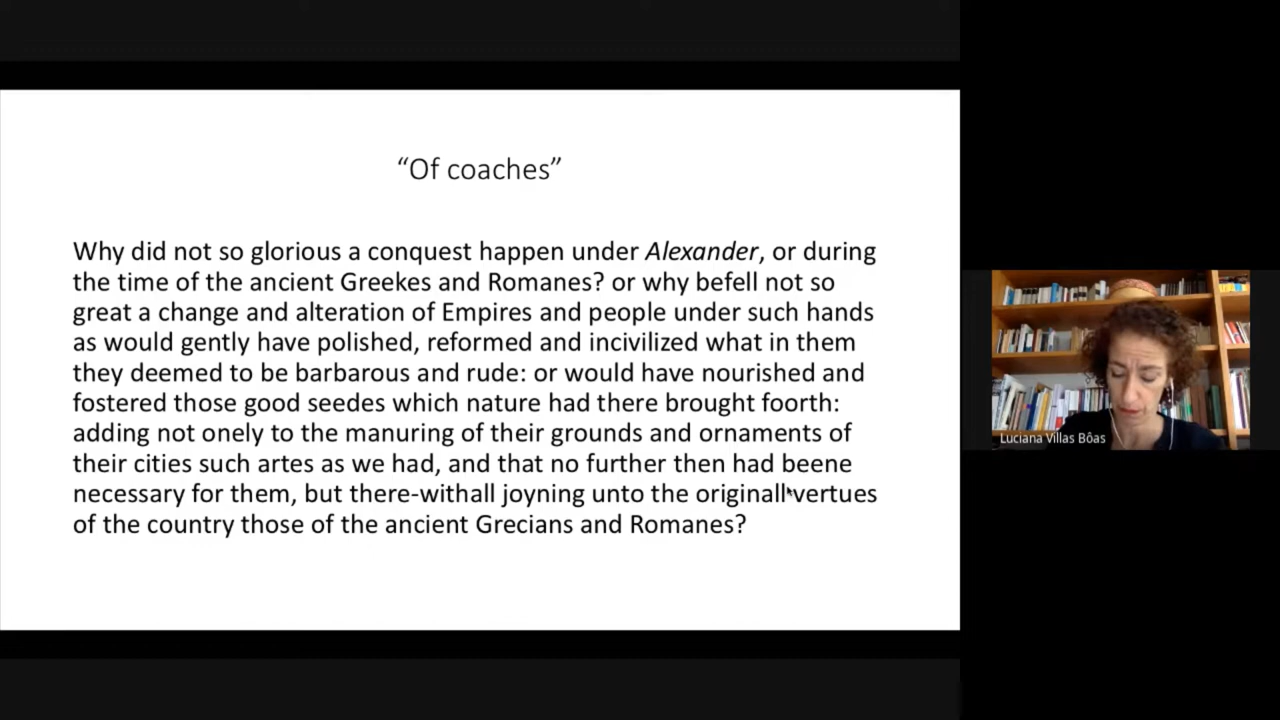 “Of coaches”
Why did not so glorious a conquest happen under Alexander, or during
the time of the ancient Greekes and Romanes? or why befell not so
great a change and alteration of Empires and people under such hands
as would gently have polished, reformed and incivilized what in them
they deemed to be barbarous and rude: or would have nourished and
fostered those good seedes which nature had there brought foorth:
adding not onely to the manuring of their grounds and ornaments of
their cities such artes as we had, and that no further then had beene
necessary for them, but there-withall joyning unto the originall vertues
of the country those of the ancient Grecians and Romanes?
Luciana Villas Bôas